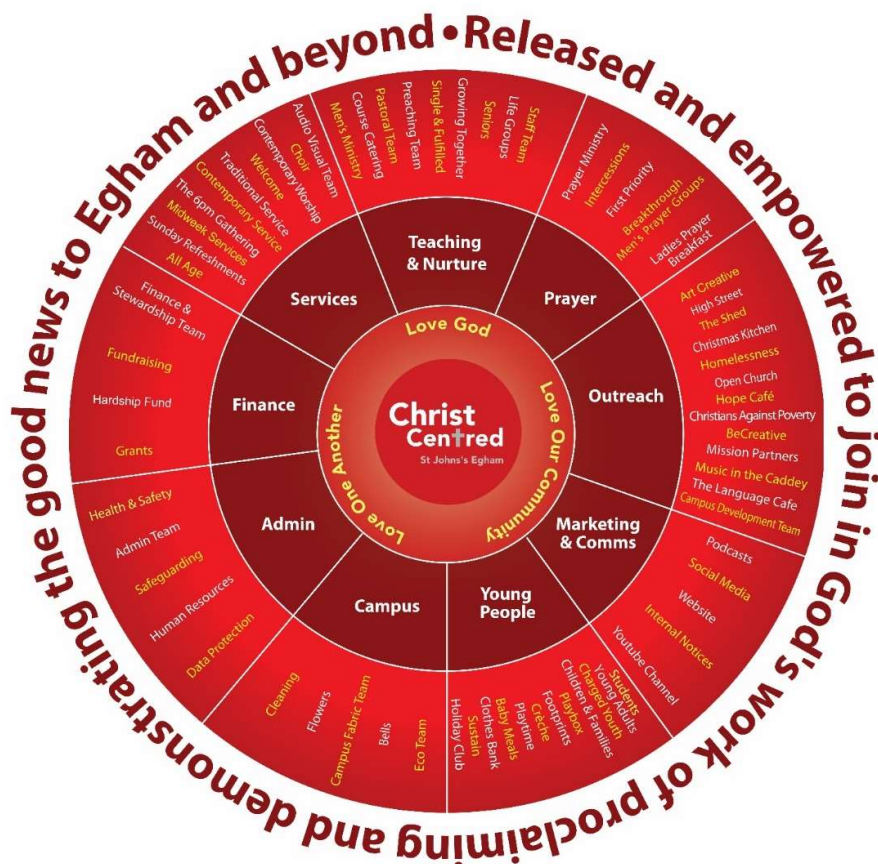 Released and empowered to join in God's work of proclaiming and demonstrating the good news to Egham and beyond •
Christ
Centred
St Johns's Egham
Love God
Love Our Community
Love One Another
Teaching
& Nurture
Men's Ministry
Course Catering
Pastoral Team
Preaching Team
Single & Fulfilled
Growing Together
Seniors
Life Groups
Staff Team
Prayer
Prayer Ministry
Intercessions
First Priority
Breakthrough
Men's Prayer Groups
Ladies Prayer
Breakfast
Outreach
Art Creative
High Street
The Shed
Christmas Kitchen
Homelessness
Open Church
Hope Café
Christians Against Poverty
BeCreative
Mission Partners
Music in the Caddey
The Language Cafe
Campus Development Team
Marketing
& Comms
Podcasts
Social Media
Website
Internal Notices
Youtube Channel
Young
People
Students
Young Adults
Charged Youth
Children & Families
Playbox
Footprints
Crèche
Playtime
Baby Meals
Clothes Bank
Sustain
Holiday Club
Campus
Eco Team
Bells
Campus Fabric Team
Flowers
Cleaning
Admin
Data Protection
Human Resources
Safeguarding
Admin Team
Health & Safety
Finance
Grants
Hardship Fund
Fundraising
Finance &
Stewardship Team
Services
All Age
Sunday Refreshments
Midweek Services
The 6pm Gathering
Contemporary Service
Traditional Service
Welcome
Contemporary Worship
Choir
Audio Visual Team